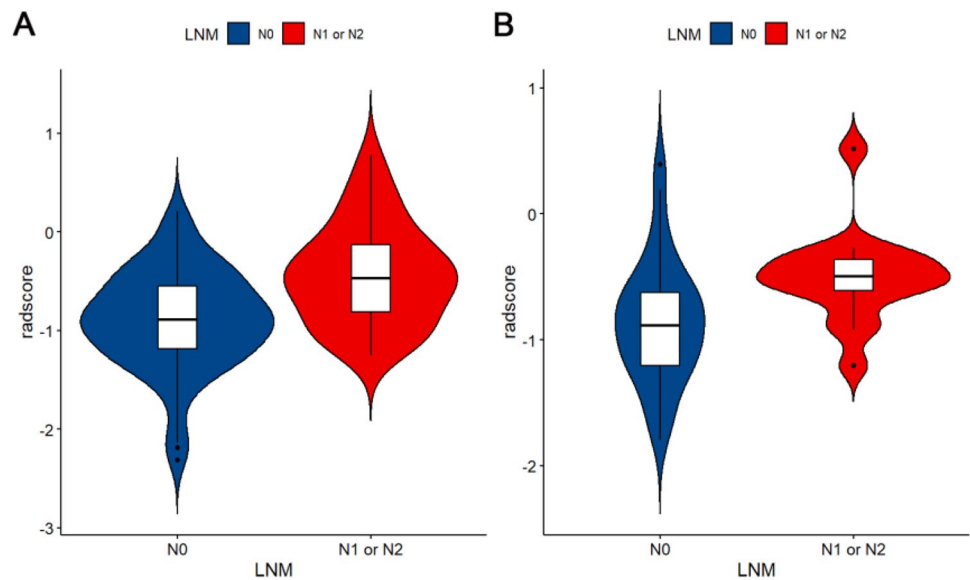 A
LNM N0 N1 or N2
radscore
1
0
-1
-2
-3
N0 N1 or N2
LNM
B
LNM N0 N1 or N2
radscore
1
0
-1
-2
N0 N1 or N2
LNM